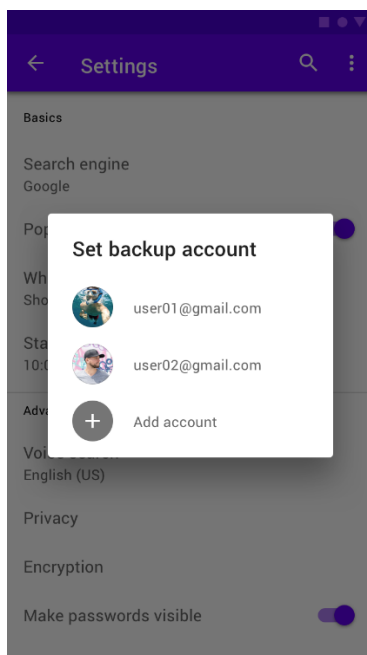 Settings
Basics
Search engine
Google
Set backup account
user01@gmail.com
user02@gmail.com
Add account
English (US)
Privacy
Encryption
Make passwords visible